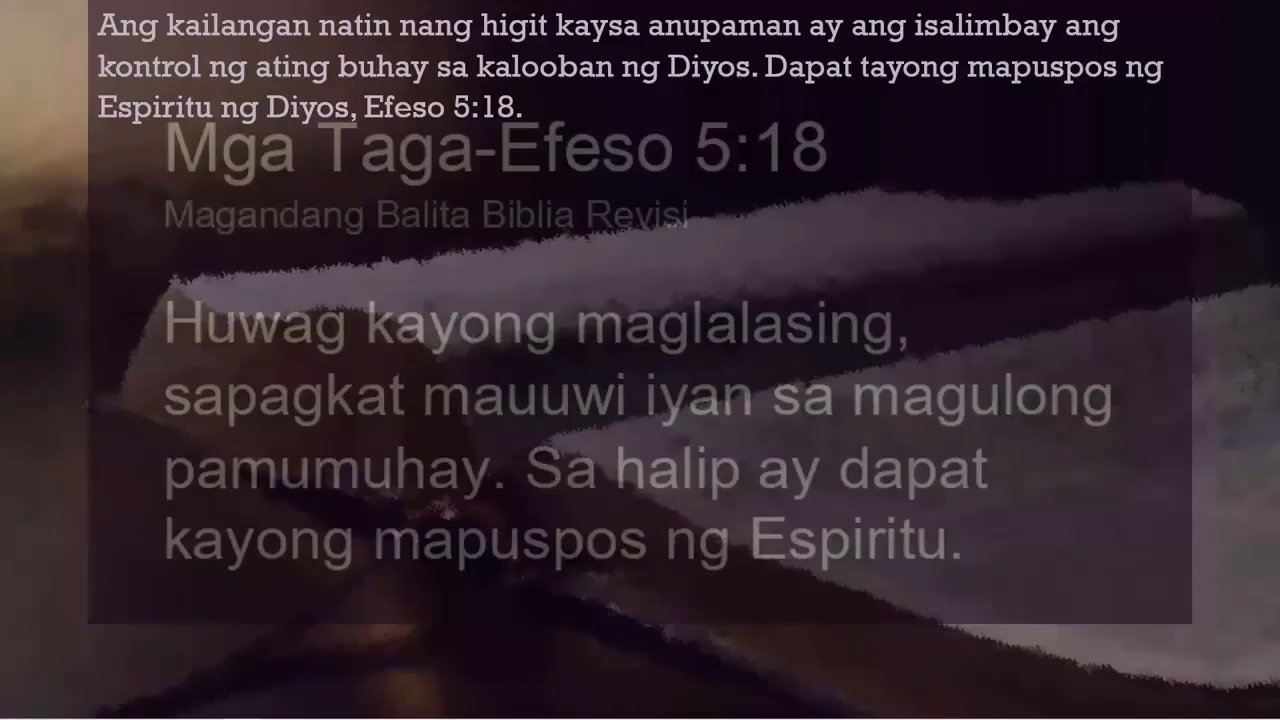 Ang kailangan natin nang higit kaysa anupaman ay ang isalimbay ang
kontrol ng ating buhay sa kalooban ng Diyos. Dapat tayong mapuspos ng
Espiritu ng Diyos, Efeso 5:18.
Mga Taga-Efeso 5:18
Magandang Balita Biblia Revisi
Huwag kayong maglalasing,
sapagkat mauuwi iyan sa magulong
pamumuhay. Sa halip ay dapat
kayong mapuspos ng Espiritu.